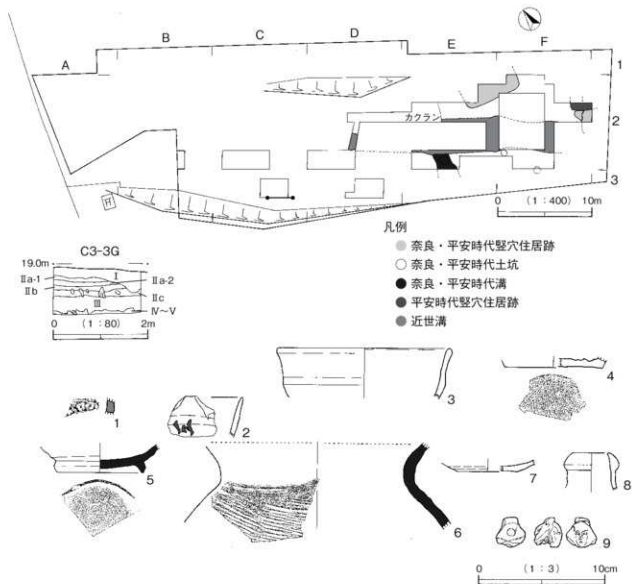 A
B
C
D
E
F
1
2
3
カクラン
0 (1:400) 10m
凡例
奈良・平安時代竪穴住居跡
奈良・平安時代土坑
奈良・平安時代溝
平安時代竪穴住居跡
近世溝
C3-3G
19.0m
I
IIa-1
IIa-2
IIb
IIc
III
IV～V
0 (1:80) 2m
1
2
3
4
5
6
7
8
9
0 (1:3) 10cm